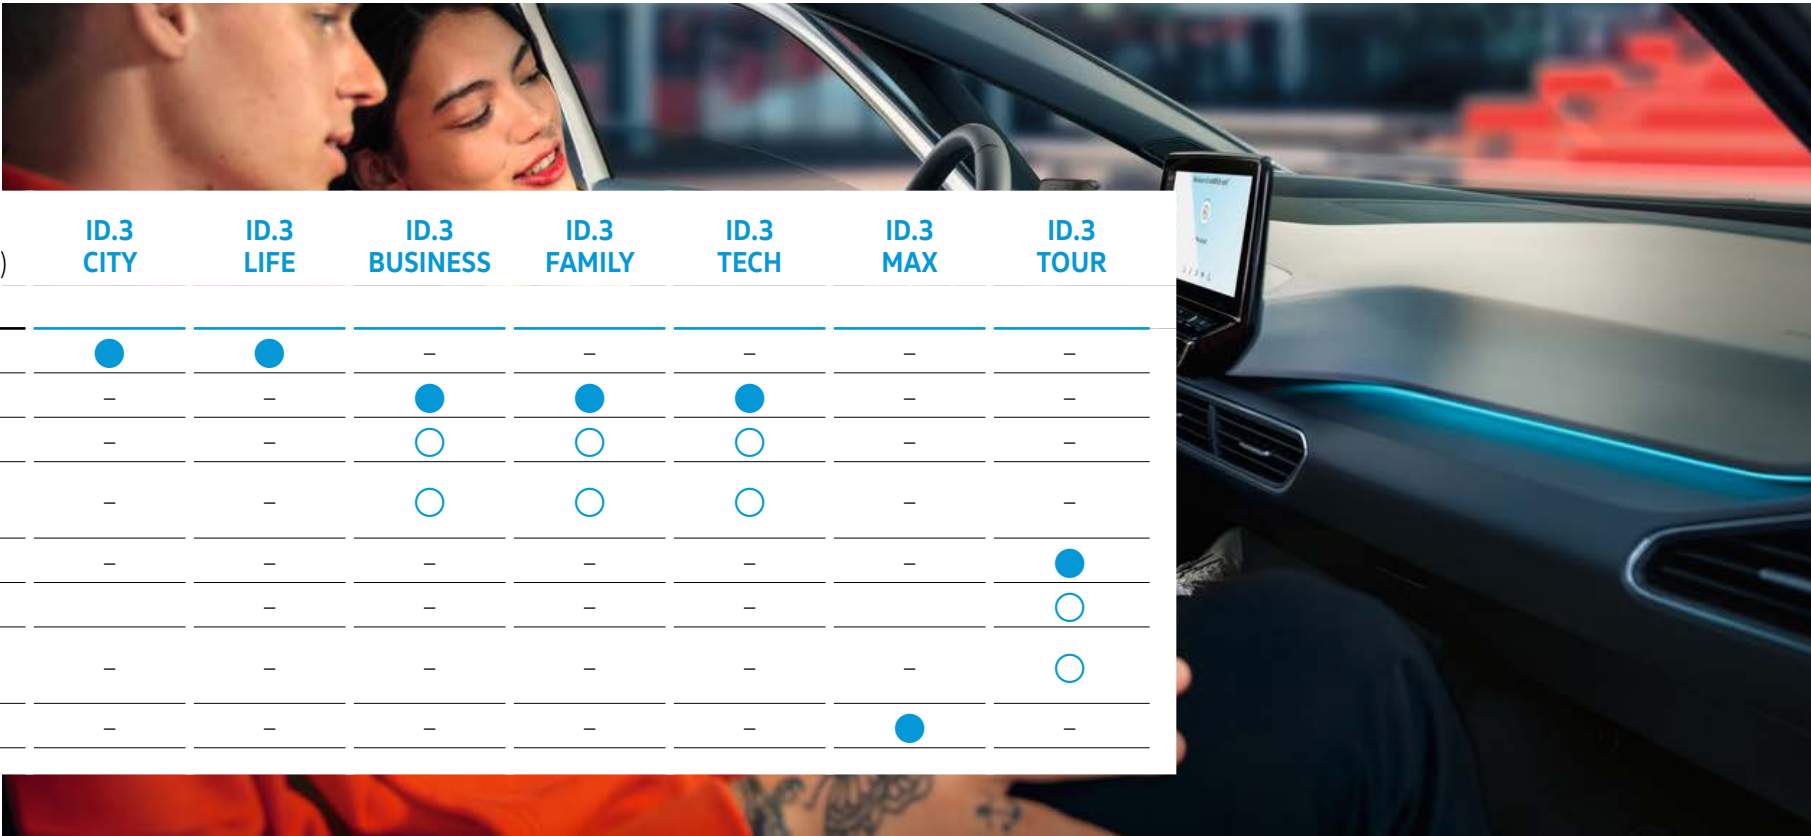 ID.3 ID.3 ID.3 ID.3 ID.3 ID.3 ID.3
) CITY LIFE BUSINESS FAMILY TECH MAX TOUR
– – – – –
– – – –
– – – –
– – – –
– – – – – –
– – – –
– – – – – –
– – – – – –